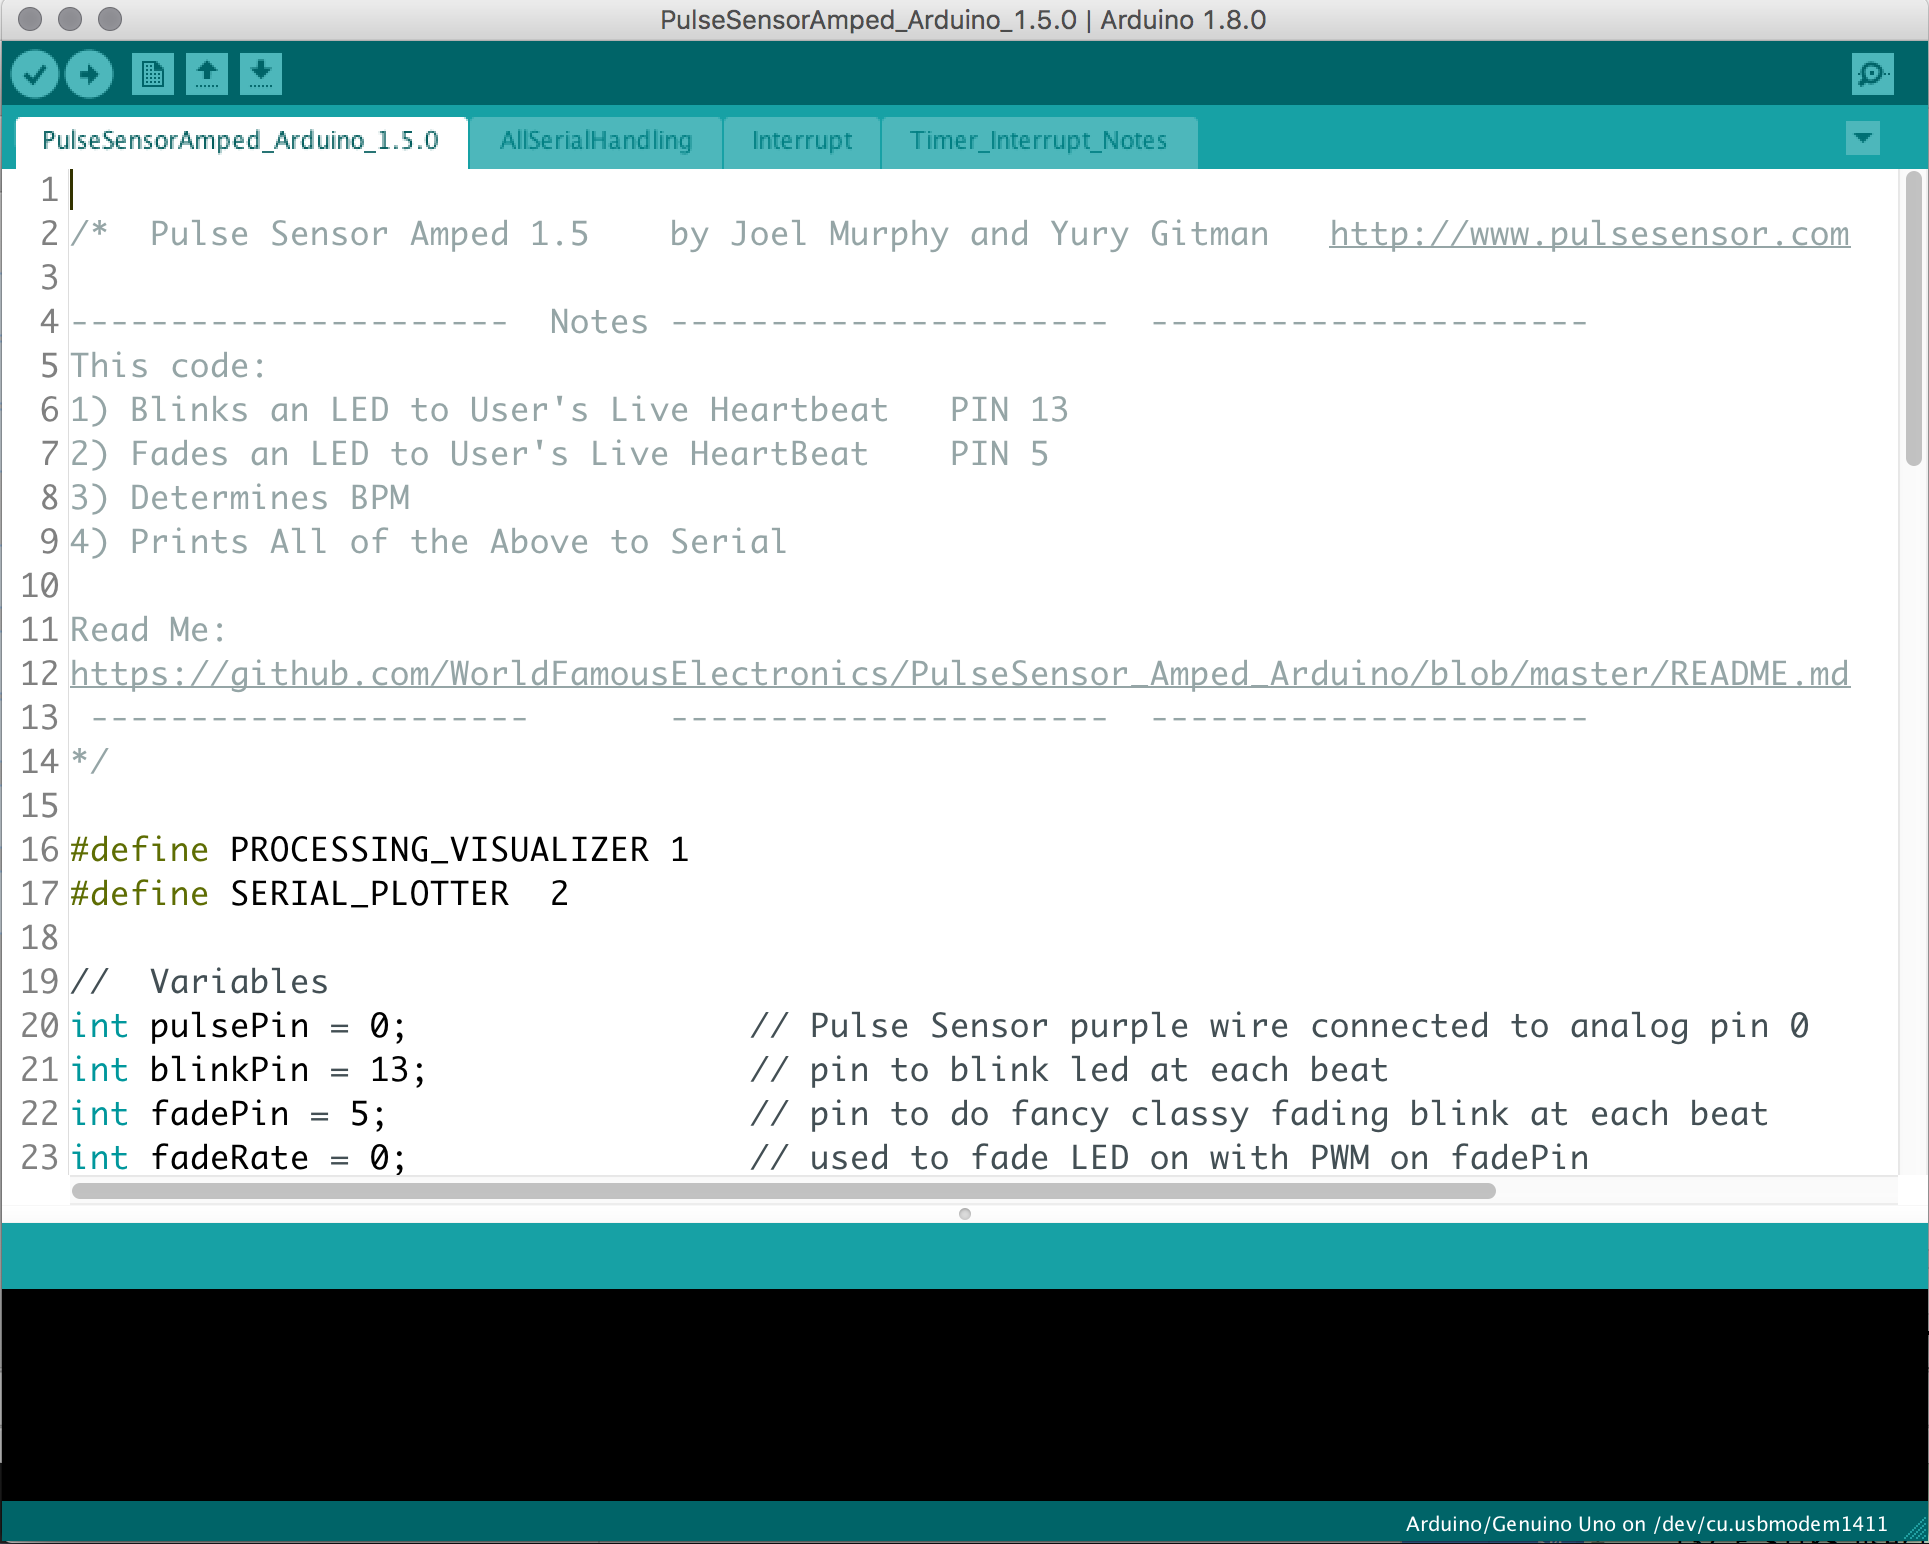 PulseSensorAmped_Arduino_1.5.0 | Arduino 1.8.0
PulseSensorAmped_Arduino_1.5.0 AllSerialHandling Interrupt Timer_Interrupt_Notes
1
2 /*  Pulse Sensor Amped 1.5    by Joel Murphy and Yury Gitman   http://www.pulsesensor.com
3
4 ----------------------  Notes ----------------------  ----------------------
5 This code:
6 1) Blinks an LED to User's Live Heartbeat   PIN 13
7 2) Fades an LED to User's Live HeartBeat    PIN 5
8 3) Determines BPM
9 4) Prints All of the Above to Serial
10
11 Read Me:
12 https://github.com/WorldFamousElectronics/PulseSensor_Amped_Arduino/blob/master/README.md
13  ----------------------       ----------------------  ----------------------
14 */
15
16 #define PROCESSING_VISUALIZER 1
17 #define SERIAL_PLOTTER  2
18
19 //  Variables
20 int pulsePin = 0;                 // Pulse Sensor purple wire connected to analog pin 0
21 int blinkPin = 13;                // pin to blink led at each beat
22 int fadePin = 5;                  // pin to do fancy classy fading blink at each beat
23 int fadeRate = 0;                 // used to fade LED on with PWM on fadePin
Arduino/Genuino Uno on /dev/cu.usbmodem1411